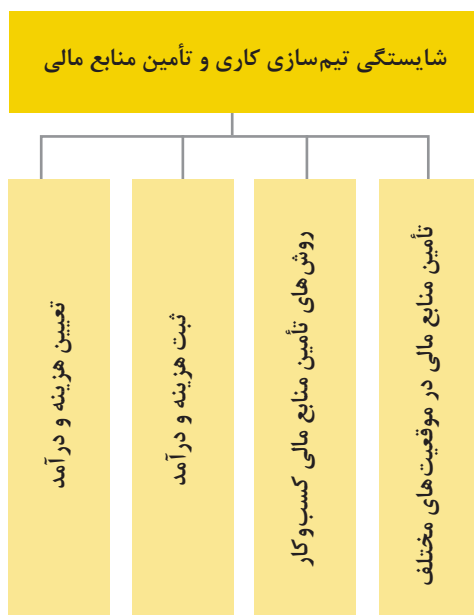 شایستگی تیم‌سازی کاری و تأمین منابع مالی
تأمین منابع مالی در موقعیت‌های مختلف
روش‌های تأمین منابع مالی کسب‌وکار
ثبت هزینه و درآمد
تعیین هزینه و درآمد